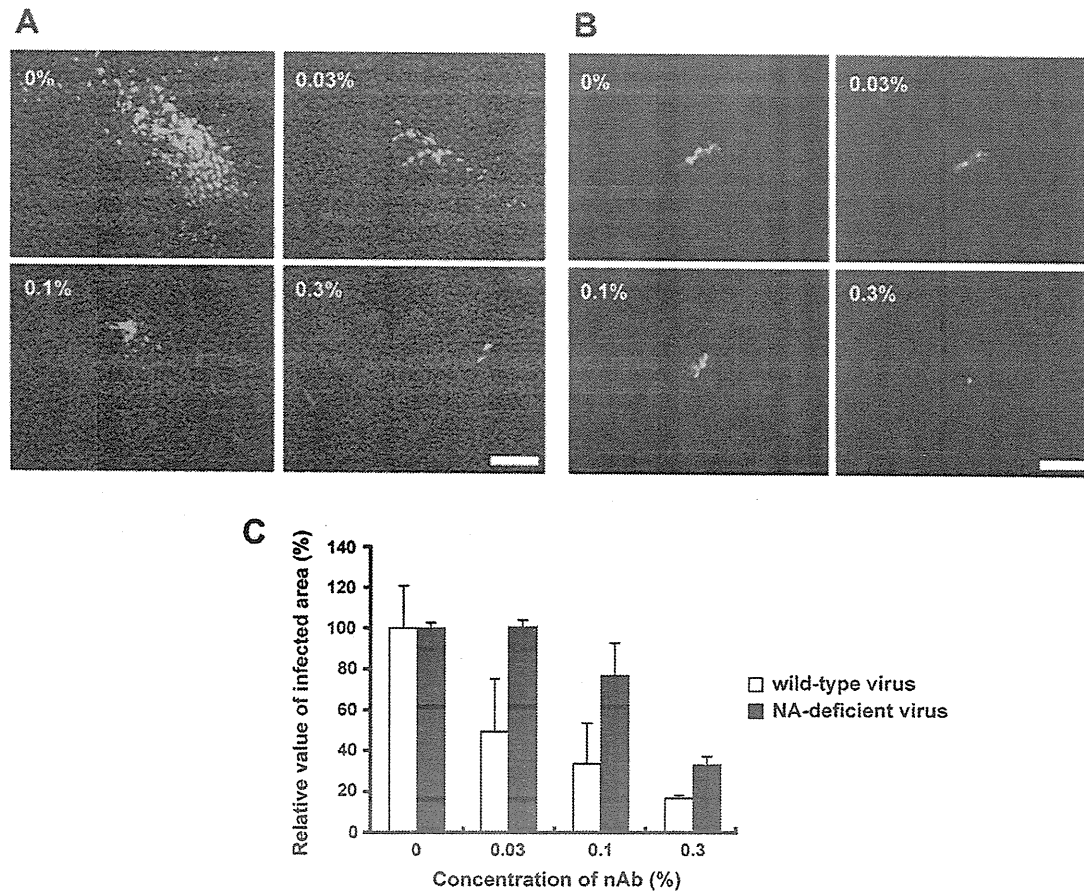 A
B
0%
0.03%
0%
0.03%
0.1%
0.3%
0.1%
0.3%
C
Relative value of infected area (%)
140
120
100
80
60
40
20
0
0
0.03
0.1
0.3
Concentration of nAb (%)
wild-type virus
NA-deficient virus